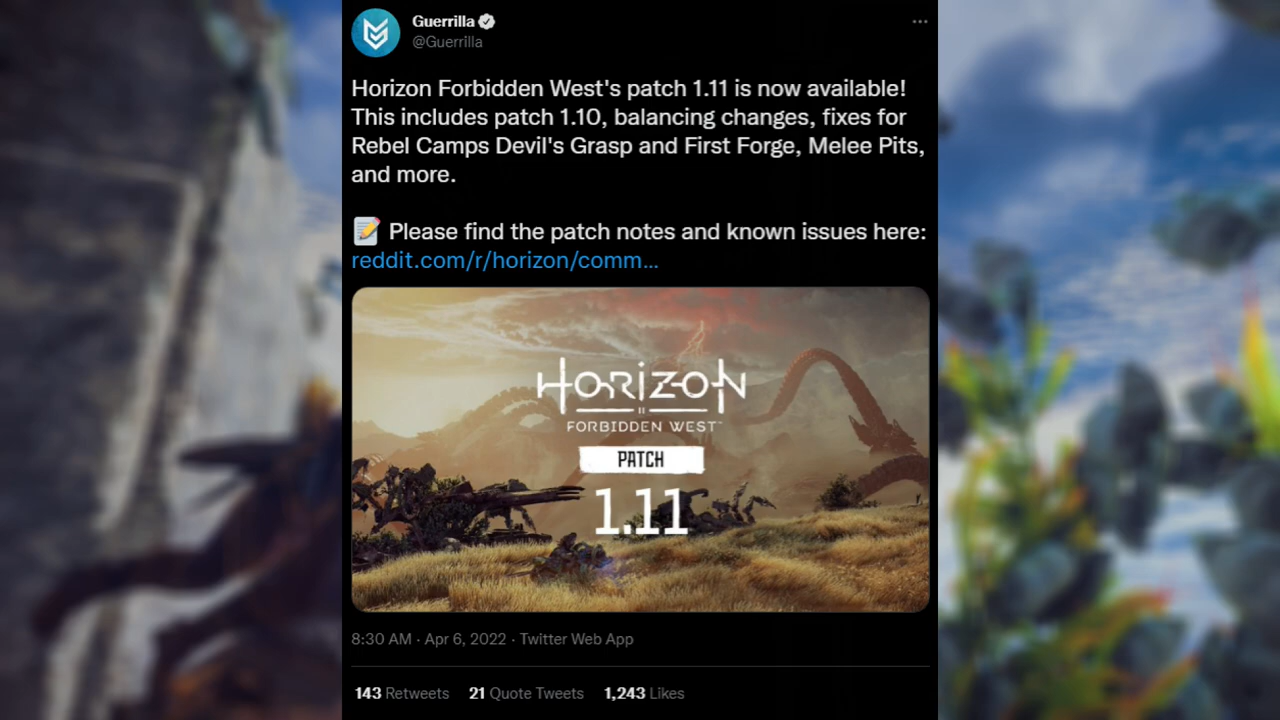 Guerrilla
@Guerrilla
Horizon Forbidden West's patch 1.11 is now available!
This includes patch 1.10, balancing changes, fixes for
Rebel Camps Devil's Grasp and First Forge, Melee Pits,
and more.
📝 Please find the patch notes and known issues here:
reddit.com/r/horizon/comm...
HORIZON
II
FORBIDDEN WEST™
PATCH
1.11
8:30 AM · Apr 6, 2022 · Twitter Web App
143 Retweets 21 Quote Tweets 1,243 Likes